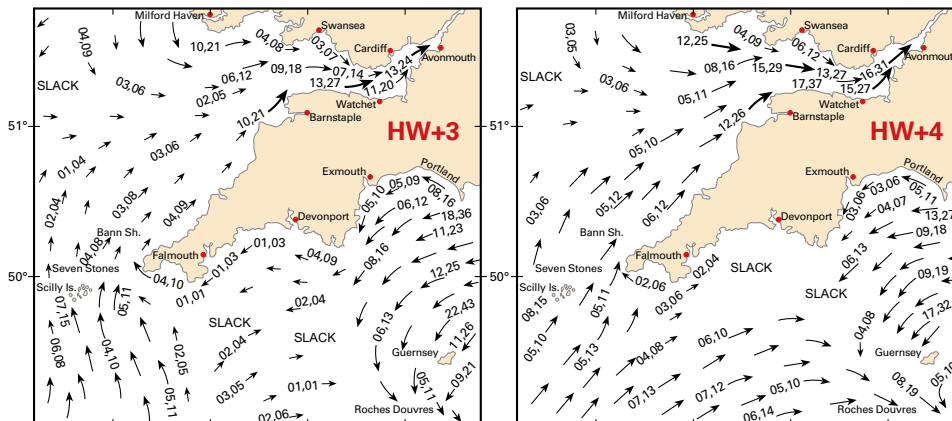 Milford Haven
Swansea
04,09
04,08
03,07
Cardiff
10,21
Avonmouth
SLACK
06,12
09,18
07,14
13,24
03,06
13,27
11,20
02,05
Watchet
10,21
Barnstaple
51°
HW+3
03,06
01,04
Exmouth
Portland
05,09
03,08
05,10
08,16
02,04
04,09
06,12
18,36
Devonport
Bann Sh.
11,23
01,03
04,08
Falmouth
08,16
04,09
Seven Stones
01,03
12,25
50°
04,10
Scilly Is.
01,01
02,04
05,11
22,43
07,15
SLACK
06,13
SLACK
11,26
02,04
Guernsey
06,08
04,10
02,05
09,21
03,05
01,01
05,11
05,11
02,06
Roches Douvres
Milford Haven
Swansea
03,05
12,25
04,09
06,12
Cardiff
Avonmouth
SLACK
08,16
15,29
13,27
16,31
03,06
17,37
15,27
05,11
Watchet
12,26
Barnstaple
51°
HW+4
05,10
Exmouth
Portland
03,06
05,11
03,06
05,12
03,06
04,07
13,27
06,12
Devonport
Bann Sh.
09,18
Falmouth
06,13
02,04
SLACK
Seven Stones
09,19
50°
02,06
Scilly Is.
03,06
SLACK
05,11
08,15
17,32
04,08
06,10
05,10
05,13
04,08
Guernsey
05,10
07,13
07,12
05,10
08,19
06,14
Roches Douvres